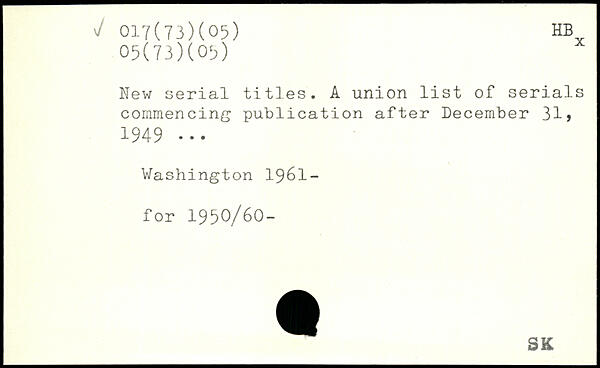 ✓ 017(73)(05) HB
x
05(73)(05)
New serial titles. A union list of serials
commencing publication after December 31,
1949 ...
Washington 1961-
for 1950/60-
SK